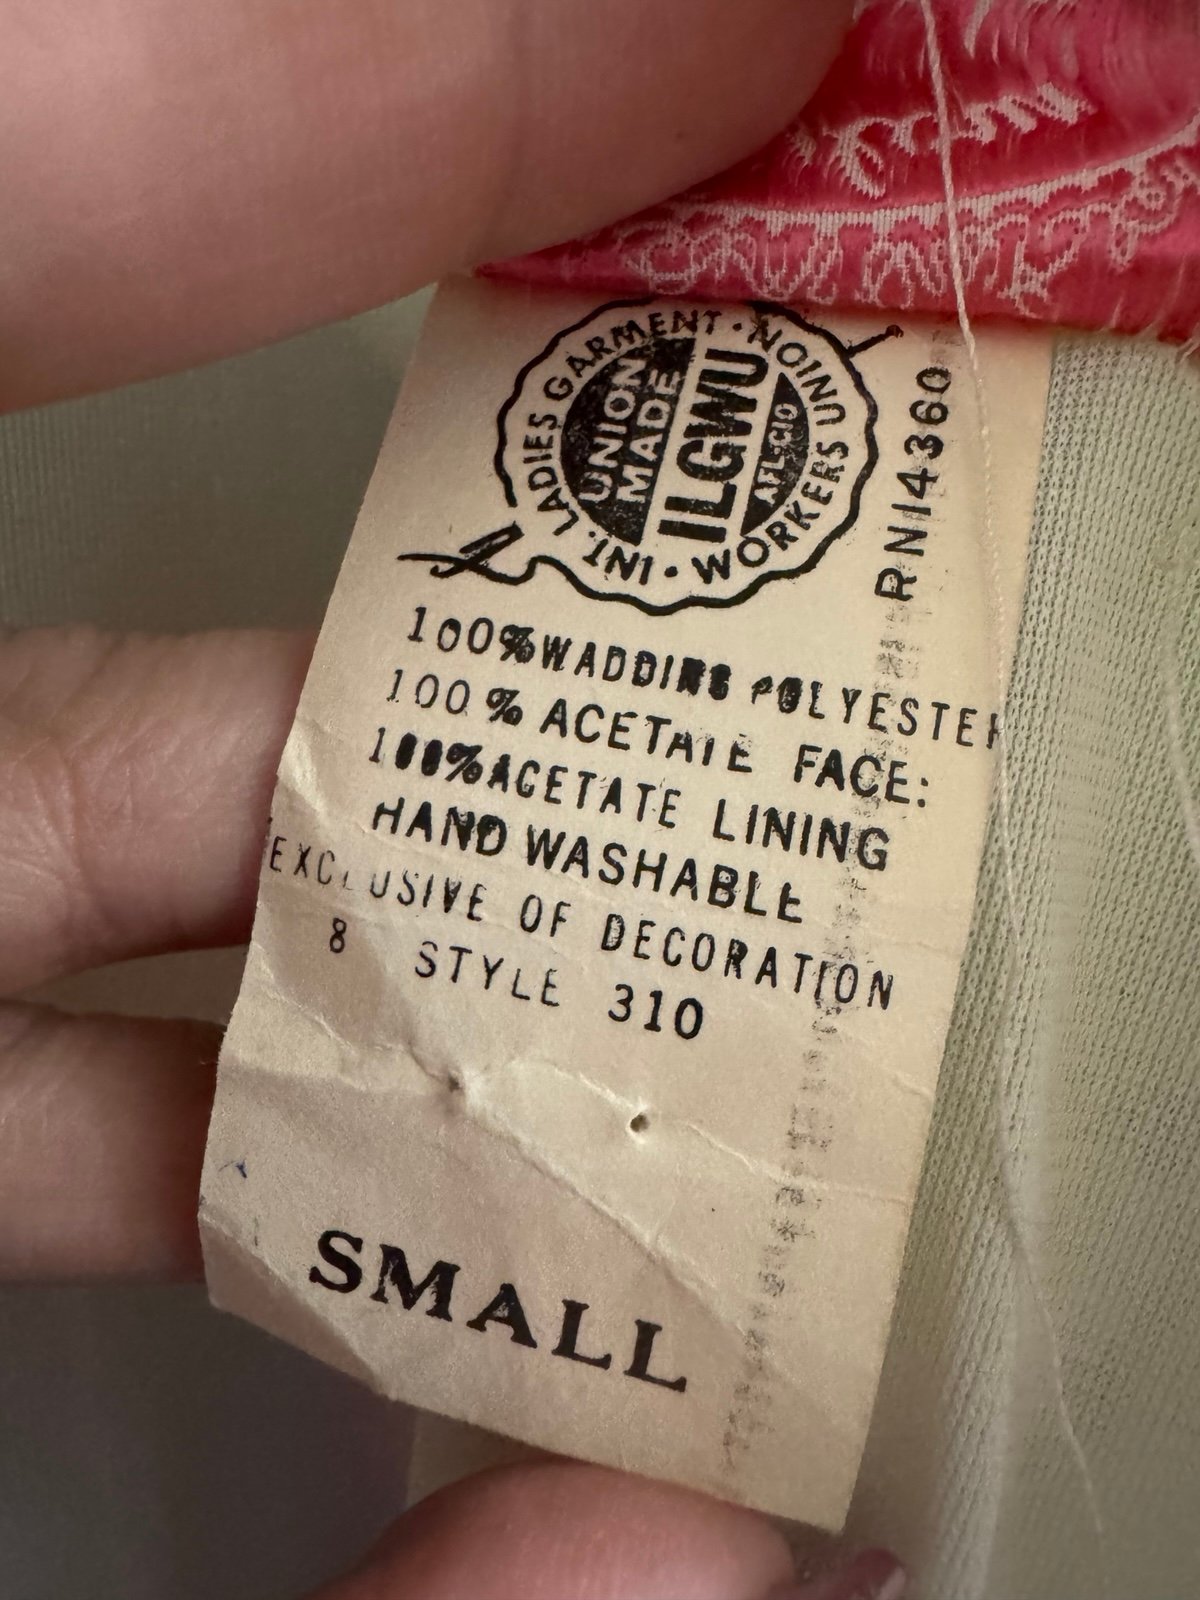 INT. LADIES GARMENT • WORKERS UNION •
UNION
MADE
ILGWU
AFL-CIO
RN14360
100% WADDING POLYESTER
100% ACETATE FACE:
100% ACETATE LINING
HAND WASHABLE
EXCLUSIVE OF DECORATION
8 STYLE 310
SMALL